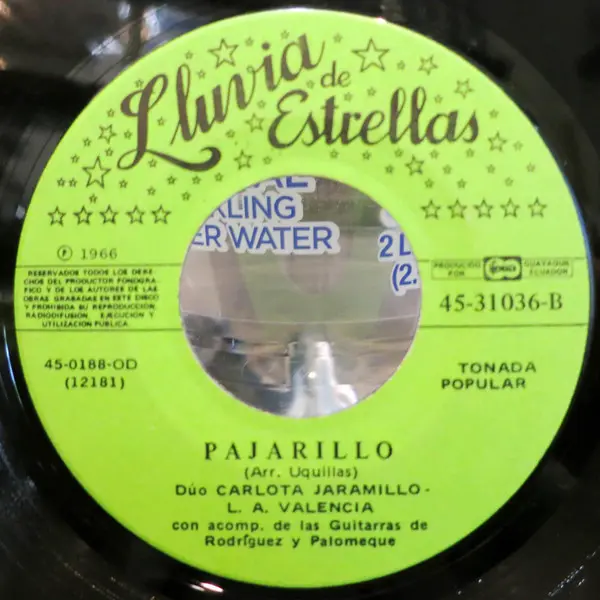 Lluvia de
Estrellas
KLING
ER WATER
2 L
(2.
Ⓟ 1966
RESERVADOS TODOS LOS DERE-
CHOS DEL PRODUCTOR FONOGRA-
FICO Y DE LOS AUTORES DE LAS
OBRAS GRABADAS EN ESTE DISCO
Y PROHIBIDA SU REPRODUCCION,
RADIODIFUSION, EJECUCION Y
UTILIZACION PUBLICA.
PRODUCIDO
POR
GUAYAQUIL
ECUADOR
45-31036-B
45-0188-OD
(12181)
TONADA
POPULAR
PAJARILLO
(Arr. Uquillas)
Dúo CARLOTA JARAMILLO-
L. A. VALENCIA
con acomp. de las Guitarras de
Rodríguez y Palomeque